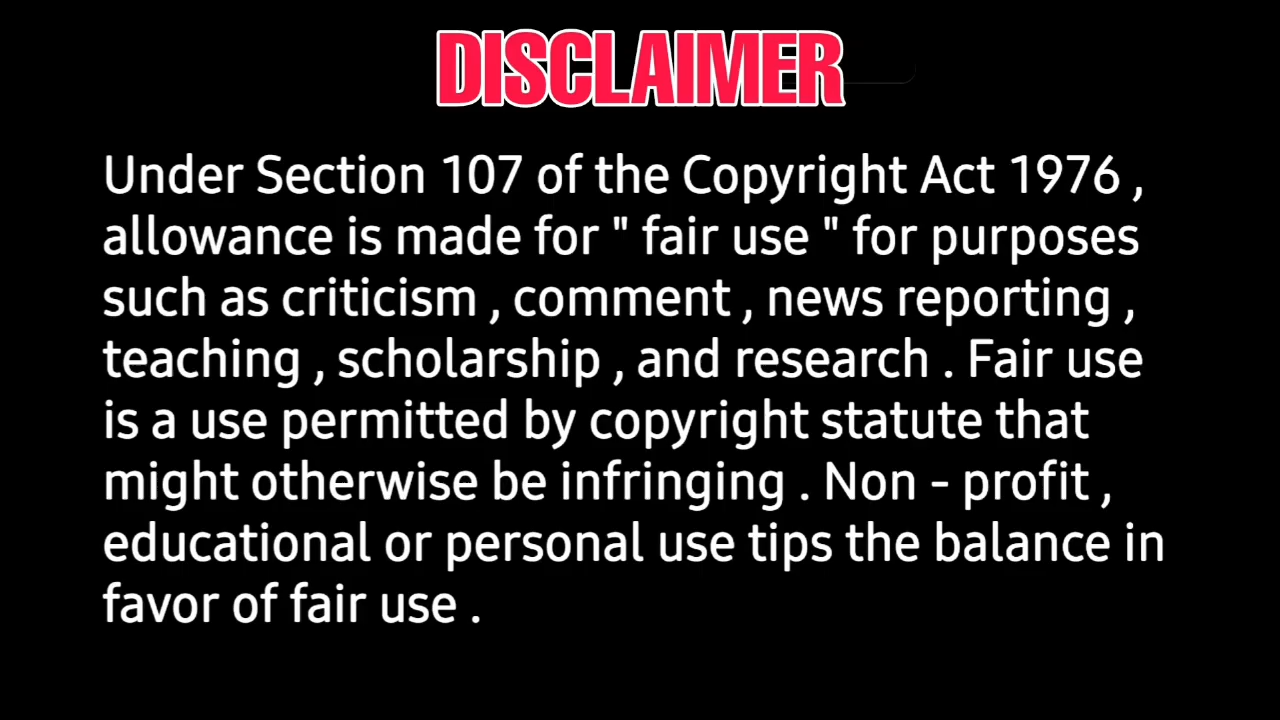 DISCLAIMER
Under Section 107 of the Copyright Act 1976 ,
allowance is made for " fair use " for purposes
such as criticism , comment , news reporting ,
teaching , scholarship , and research . Fair use
is a use permitted by copyright statute that
might otherwise be infringing . Non - profit ,
educational or personal use tips the balance in
favor of fair use .